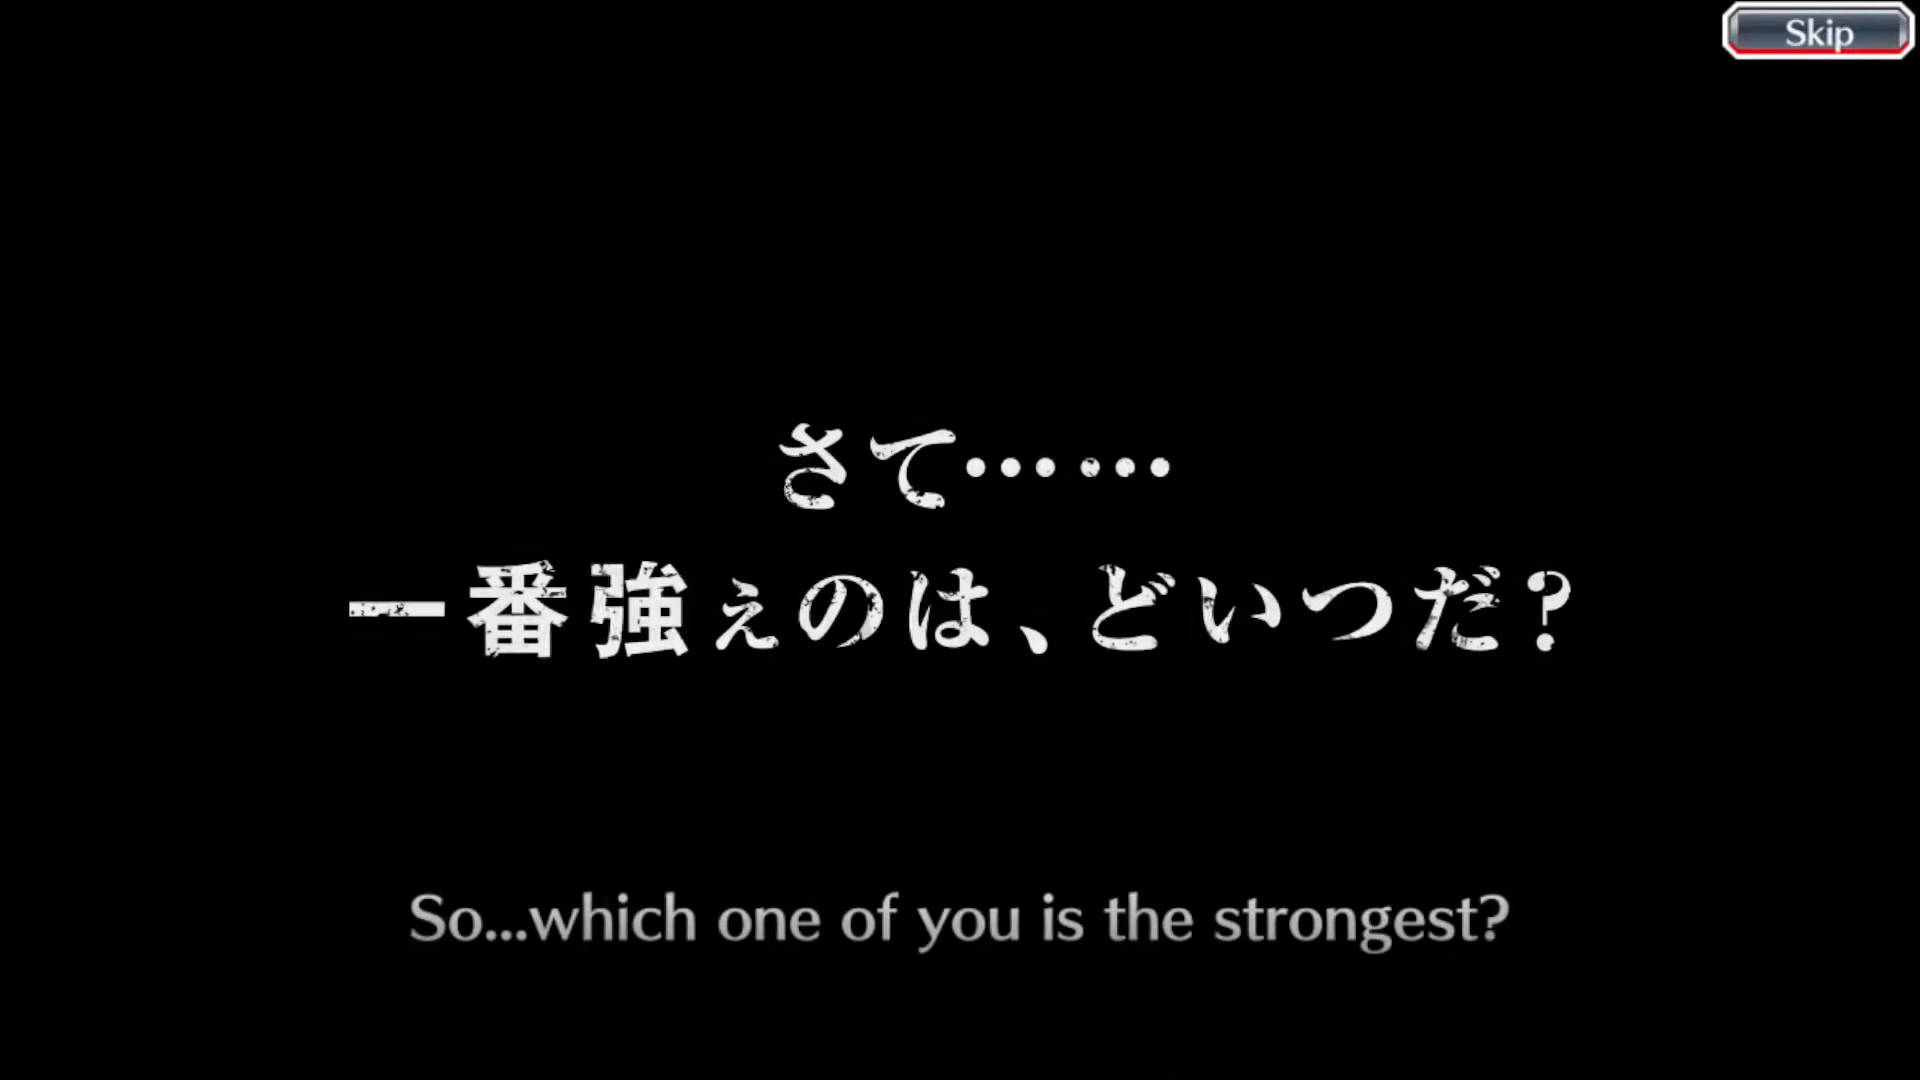 Skip
さて……
一番強ぇのは、どいつだ?
So...which one of you is the strongest?